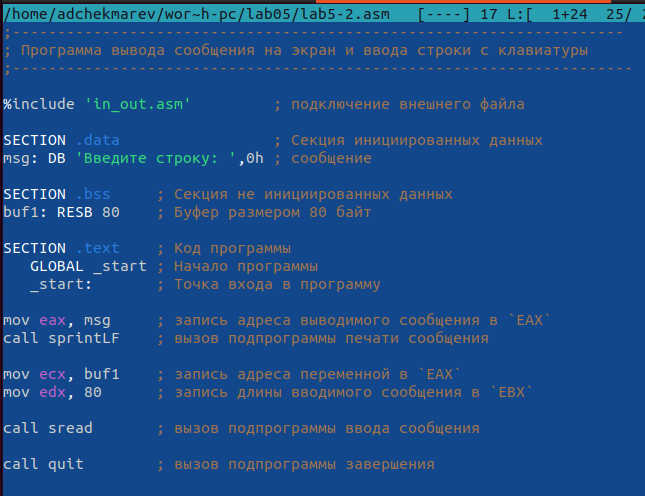 /home/adchekmarev/wor~h-pc/lab05/lab5-2.asm   [----] 17 L:[  1+24  25/
;--------------------------------------------------------------------
; Программа вывода сообщения на экран и ввода строки с клавиатуры
;---------------------------------------------------------------------
%include 'in_out.asm'         ; подключение внешнего файла
SECTION .data                 ; Секция инициированных данных
msg: DB 'Введите строку: ',0h ; сообщение
SECTION .bss     ; Секция не инициированных данных
buf1: RESB 80    ; Буфер размером 80 байт
SECTION .text    ; Код программы
   GLOBAL _start ; Начало программы
   _start:       ; Точка входа в программу
mov eax, msg     ; запись адреса выводимого сообщения в `EAX`
call sprintLF    ; вызов подпрограммы печати сообщения
mov ecx, buf1    ; запись адреса переменной в `EAX`
mov edx, 80      ; запись длины вводимого сообщения в `EBX`
call sread       ; вызов подпрограммы ввода сообщения
call quit        ; вызов подпрограммы завершения